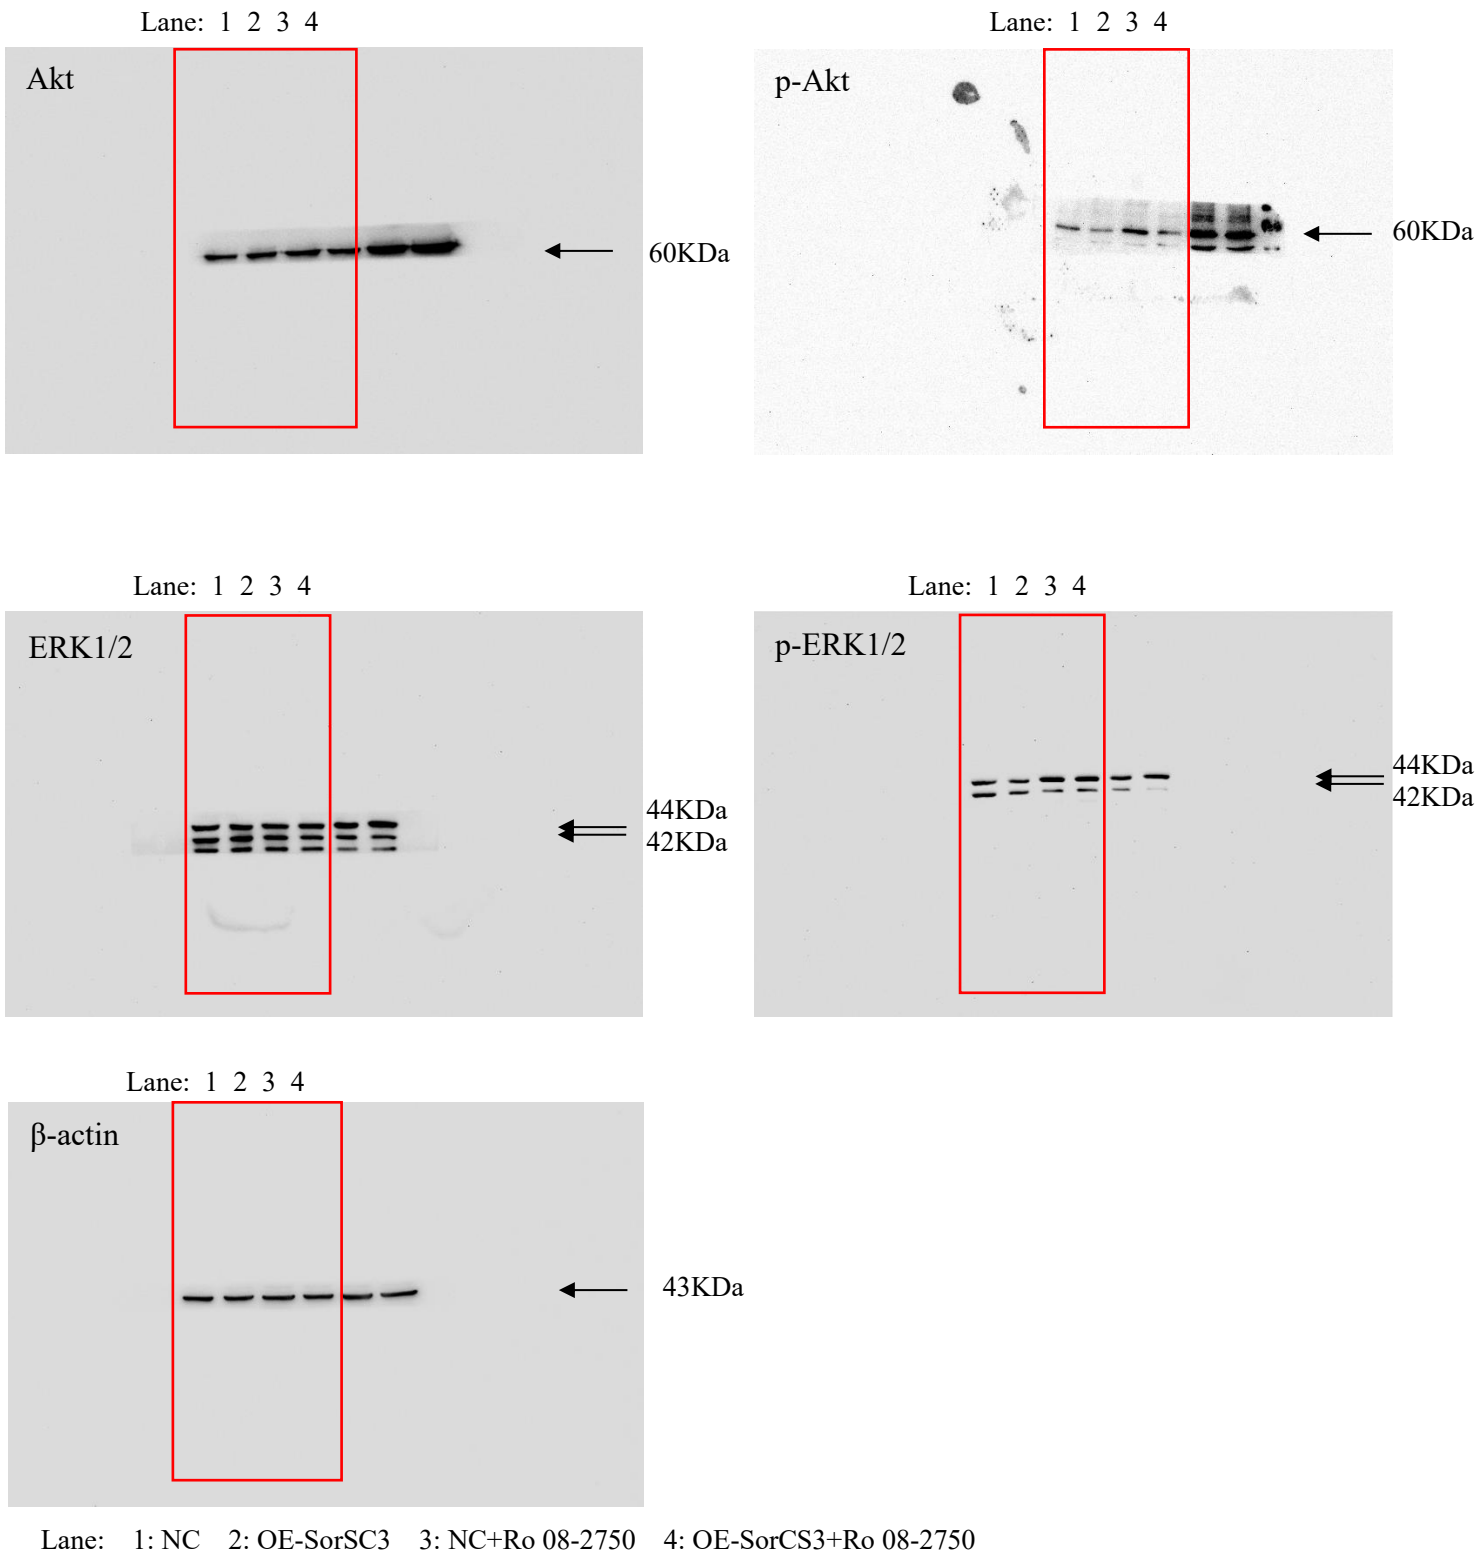 Lane: 1 2 3 4
Akt
60KDa
Lane: 1 2 3 4
p-Akt
60KDa
Lane: 1 2 3 4
ERK1/2
44KDa
42KDa
Lane: 1 2 3 4
p-ERK1/2
44KDa
42KDa
Lane: 1 2 3 4
β-actin
43KDa
Lane: 1: NC 2: OE-SorSC3 3: NC+Ro 08-2750 4: OE-SorCS3+Ro 08-2750